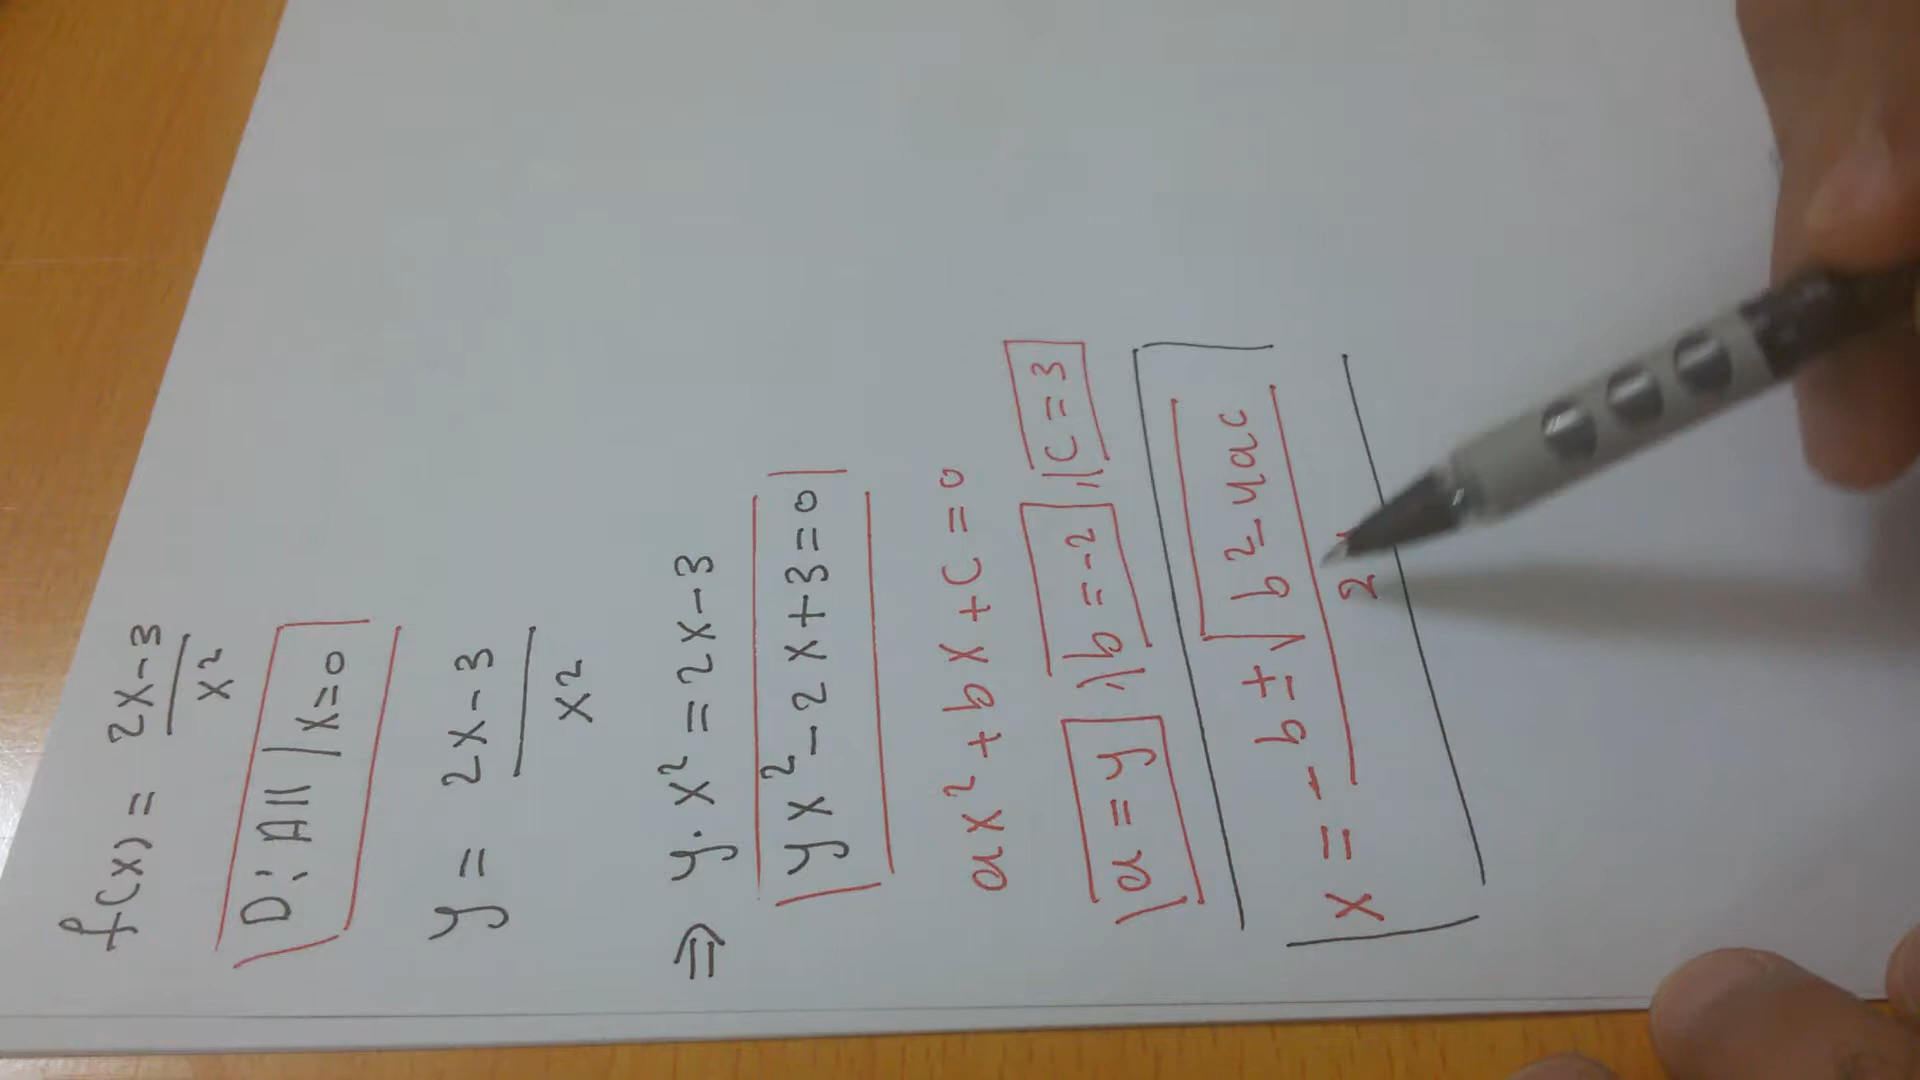 f(x) = 2x-3
x²
D: All | x=0
y = 2x-3
x²
⇒ y·x² = 2x-3
yx²-2x+3=0
ax²+bx+c=0
a=y, b=-2, c=3
x = -b±√b²-4ac
2